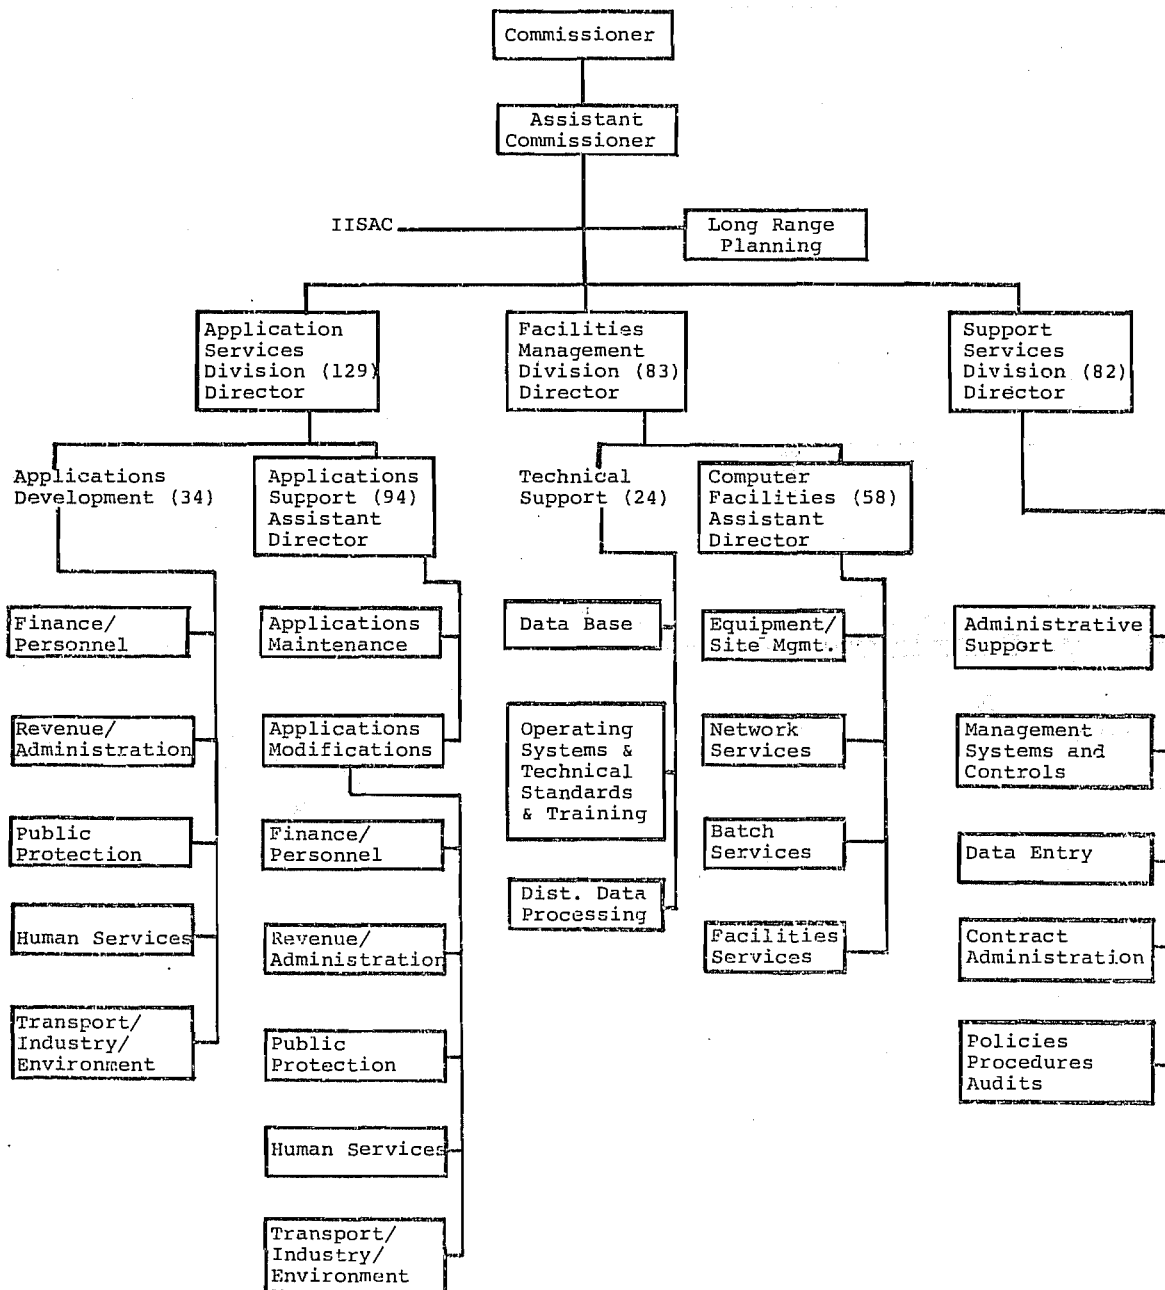 Commissioner
Assistant
Commissioner
IISAC
Long Range
Planning
Application
Services
Division (129)
Director
Facilities
Management
Division (83)
Director
Support
Services
Division (82)
Director
Applications
Development (34)
Applications
Support (94)
Assistant
Director
Technical
Support (24)
Computer
Facilities (58)
Assistant
Director
Finance/
Personnel
Revenue/
Administration
Public
Protection
Human Services
Transport/
Industry/
Environment
Applications
Maintenance
Applications
Modifications
Finance/
Personnel
Revenue/
Administration
Public
Protection
Human Services
Transport/
Industry/
Environment
Data Base
Operating
Systems &
Technical
Standards
& Training
Dist. Data
Processing
Equipment/
Site Mgmt.
Network
Services
Batch
Services
Facilities
Services
Administrative
Support
Management
Systems and
Controls
Data Entry
Contract
Administration
Policies
Procedures
Audits